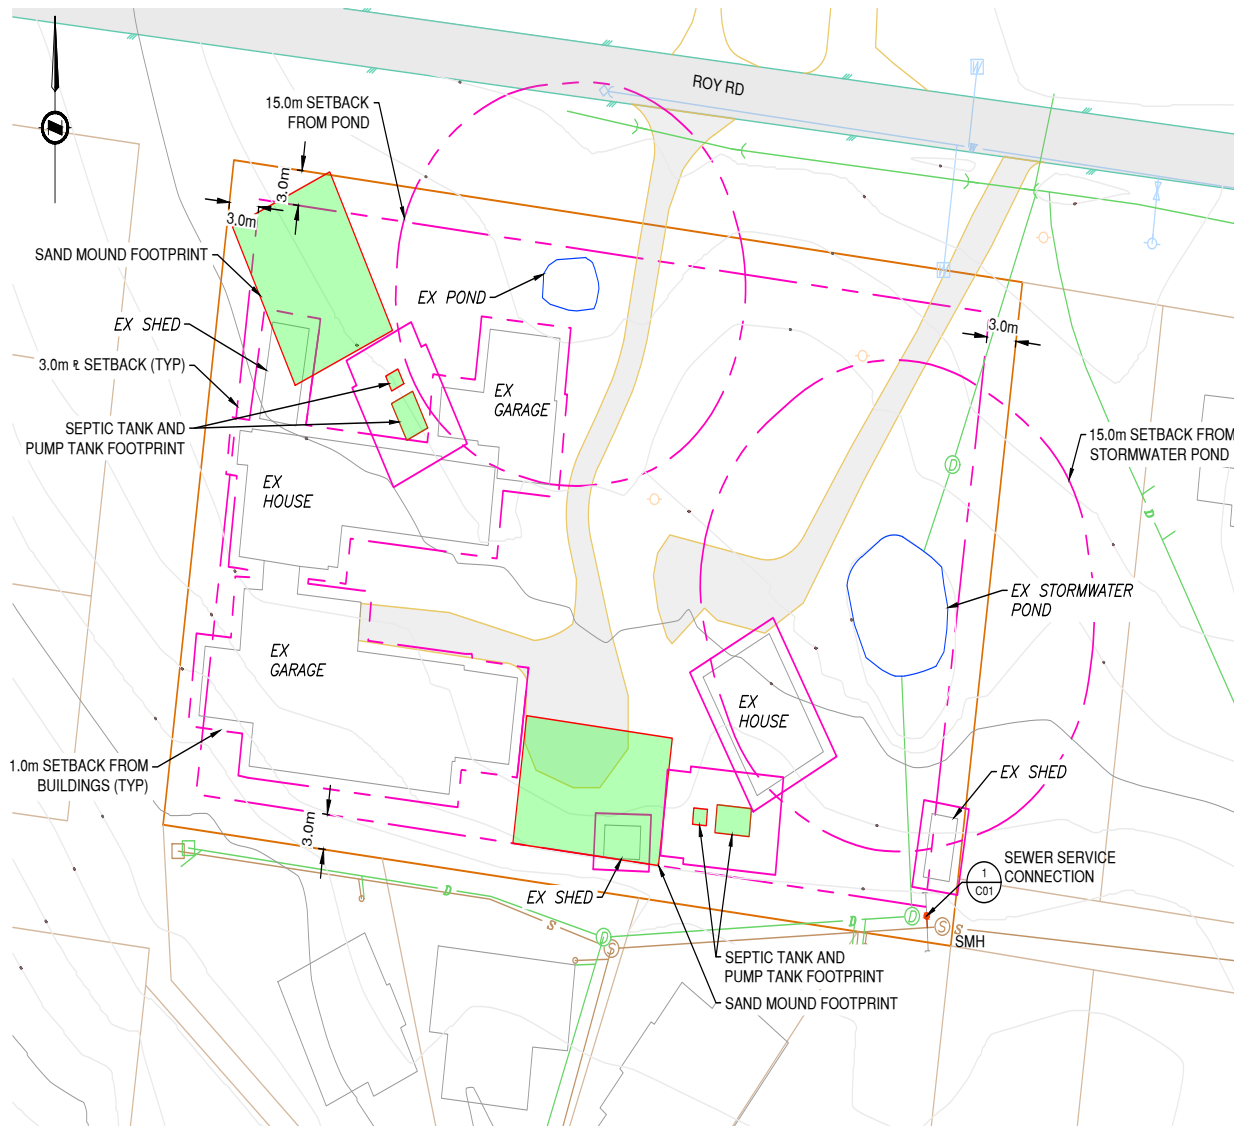 ROY RD
15.0m SETBACK
FROM POND
3.0m
3.0m
SAND MOUND FOOTPRINT
EX POND
EX SHED
3.0m ℄ SETBACK (TYP)
3.0m
EX
GARAGE
SEPTIC TANK AND
PUMP TANK FOOTPRINT
15.0m SETBACK FROM
STORMWATER POND
EX
HOUSE
EX STORMWATER
POND
EX
GARAGE
EX
HOUSE
1.0m SETBACK FROM
BUILDINGS (TYP)
EX SHED
3.0m
SEWER SERVICE
CONNECTION
1
C01
EX SHED
SMH
SEPTIC TANK AND
PUMP TANK FOOTPRINT
SAND MOUND FOOTPRINT
W
W
W
D
D
D
D
D
D
S
S
S
S